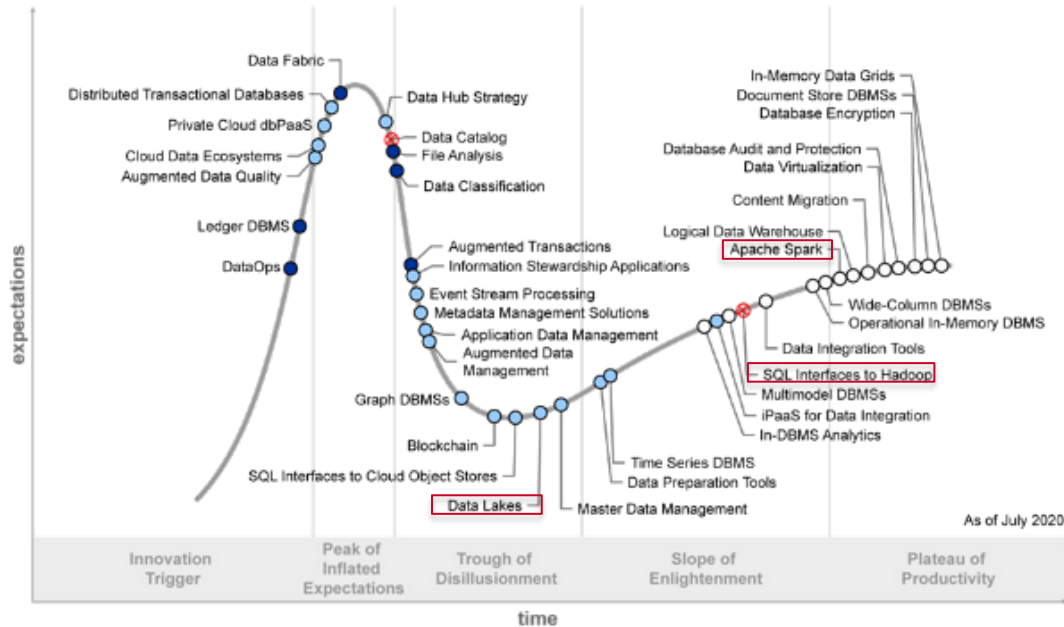 Data Fabric
Distributed Transactional Databases
Private Cloud dbPaaS
Cloud Data Ecosystems
Augmented Data Quality
Ledger DBMS
DataOps
Data Hub Strategy
Data Catalog
File Analysis
Data Classification
Augmented Transactions
Information Stewardship Applications
Event Stream Processing
Metadata Management Solutions
Application Data Management
Augmented Data
Management
Graph DBMSs
Blockchain
SQL Interfaces to Cloud Object Stores
Data Lakes
Master Data Management
Time Series DBMS
Data Preparation Tools
In-Memory Data Grids
Document Store DBMSs
Database Encryption
Database Audit and Protection
Data Virtualization
Content Migration
Logical Data Warehouse
Apache Spark
Wide-Column DBMSs
Operational In-Memory DBMS
Data Integration Tools
SQL Interfaces to Hadoop
Multimodel DBMSs
iPaaS for Data Integration
In-DBMS Analytics
As of July 2020
expectations
Innovation
Trigger
Peak of
Inflated
Expectations
Trough of
Disillusionment
Slope of
Enlightenment
Plateau of
Productivity
time